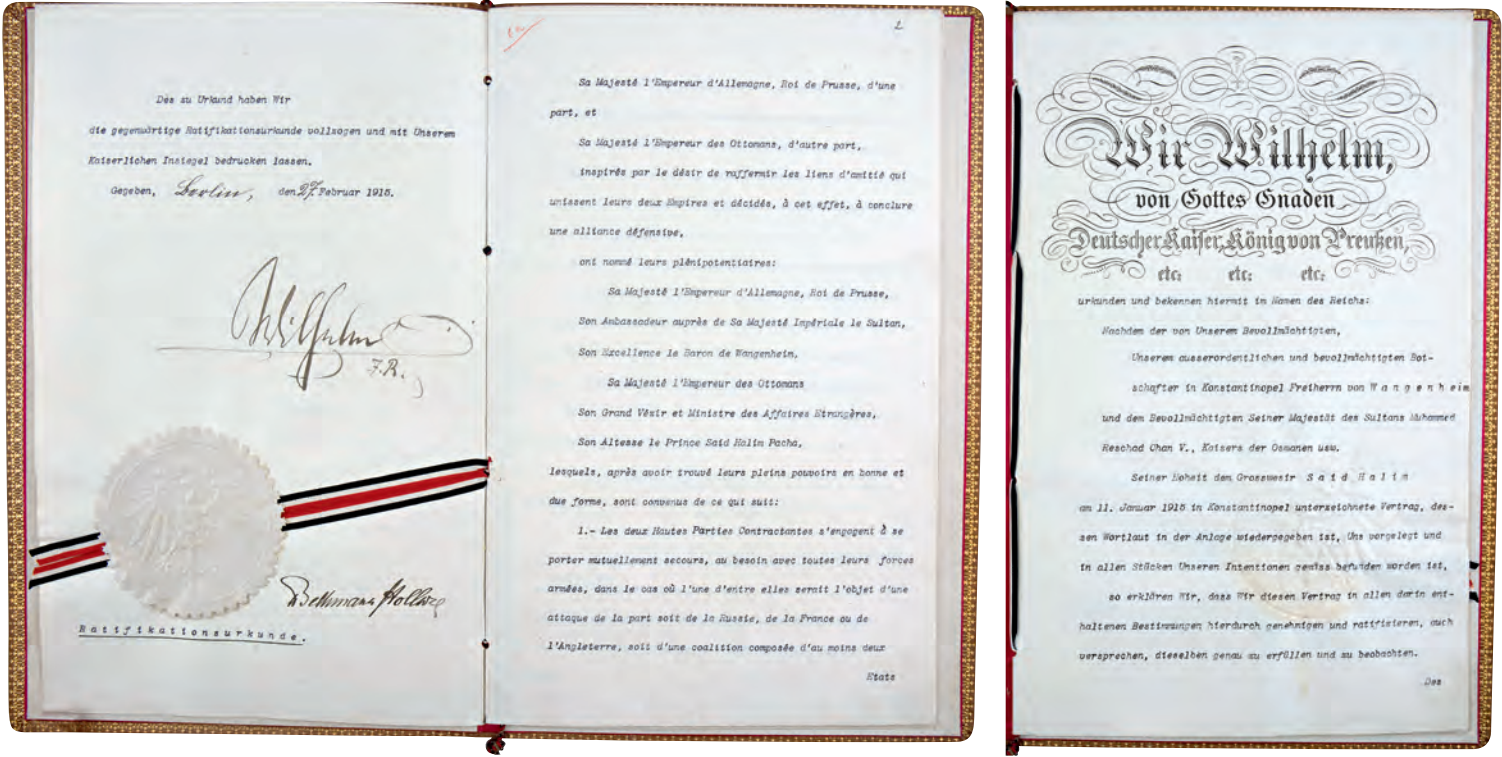 Des zu Urkund haben Wir
die gegenwärtige Ratifikationsurkunde vollzogen und mit Unserem
Kaiserlichen Insiegel bedrucken lassen.
Gegeben, Berlin, den 27. Februar 1915.
Wilhelm
I.R.
Bethmann Hollweg
Ratifikationsurkunde.
2
Sa Majesté l'Empereur d'Allemagne, Roi de Prusse, d'une
part, et
Sa Majesté l'Empereur des Ottomans, d'autre part,
inspirés par le désir de raffermir les liens d'amitié qui
unissent leurs deux Empires et décidés, à cet effet, à conclure
une alliance défensive,
ont nommé leurs plénipotentiaires:
Sa Majesté l'Empereur d'Allemagne, Roi de Prusse,
Son Ambassadeur auprès de Sa Majesté Impériale le Sultan,
Son Excellence le Baron de Wangenheim,
Sa Majesté l'Empereur des Ottomans
Son Grand Vésir et Ministre des Affaires Etrangères,
Son Altesse le Prince Said Halim Pacha,
lesquels, après avoir trouvé leurs pleins pouvoirs en bonne et
due forme, sont convenus de ce qui suit:
1.- Les deux Hautes Parties Contractantes s'engagent à se
porter mutuellement secours, au besoin avec toutes leurs forces
armées, dans le cas où l'une d'entre elles serait l'objet d'une
attaque de la part soit de la Russie, de la France ou de
l'Angleterre, soit d'une coalition composée d'au moins deux
Etats
Wir Wilhelm,
von Gottes Gnaden
Deutscher Kaiser, König von Preußen,
etc: etc: etc:
urkunden und bekennen hiermit im Namen des Reichs:
Nachdem der von Unserem Bevollmächtigten,
Unserem ausserordentlichen und bevollmächtigten Bot-
schafter in Konstantinopel Freiherrn von Wangenheim
und dem Bevollmächtigten Seiner Majestät des Sultans Muhammed
Reschad Chan V., Kaisers der Osmanen usw.
Seiner Hoheit dem Grosswesir Said Halim
am 11. Januar 1915 in Konstantinopel unterzeichnete Vertrag, des-
sen Wortlaut in der Anlage wiedergegeben ist, Uns vorgelegt und
in allen Stücken Unseren Intentionen gemäss befunden worden ist,
so erklären Wir, dass Wir diesen Vertrag in allen darin ent-
haltenen Bestimmungen hierdurch genehmigen und ratifizieren, auch
versprechen, dieselben genau zu erfüllen und zu beobachten.
Des